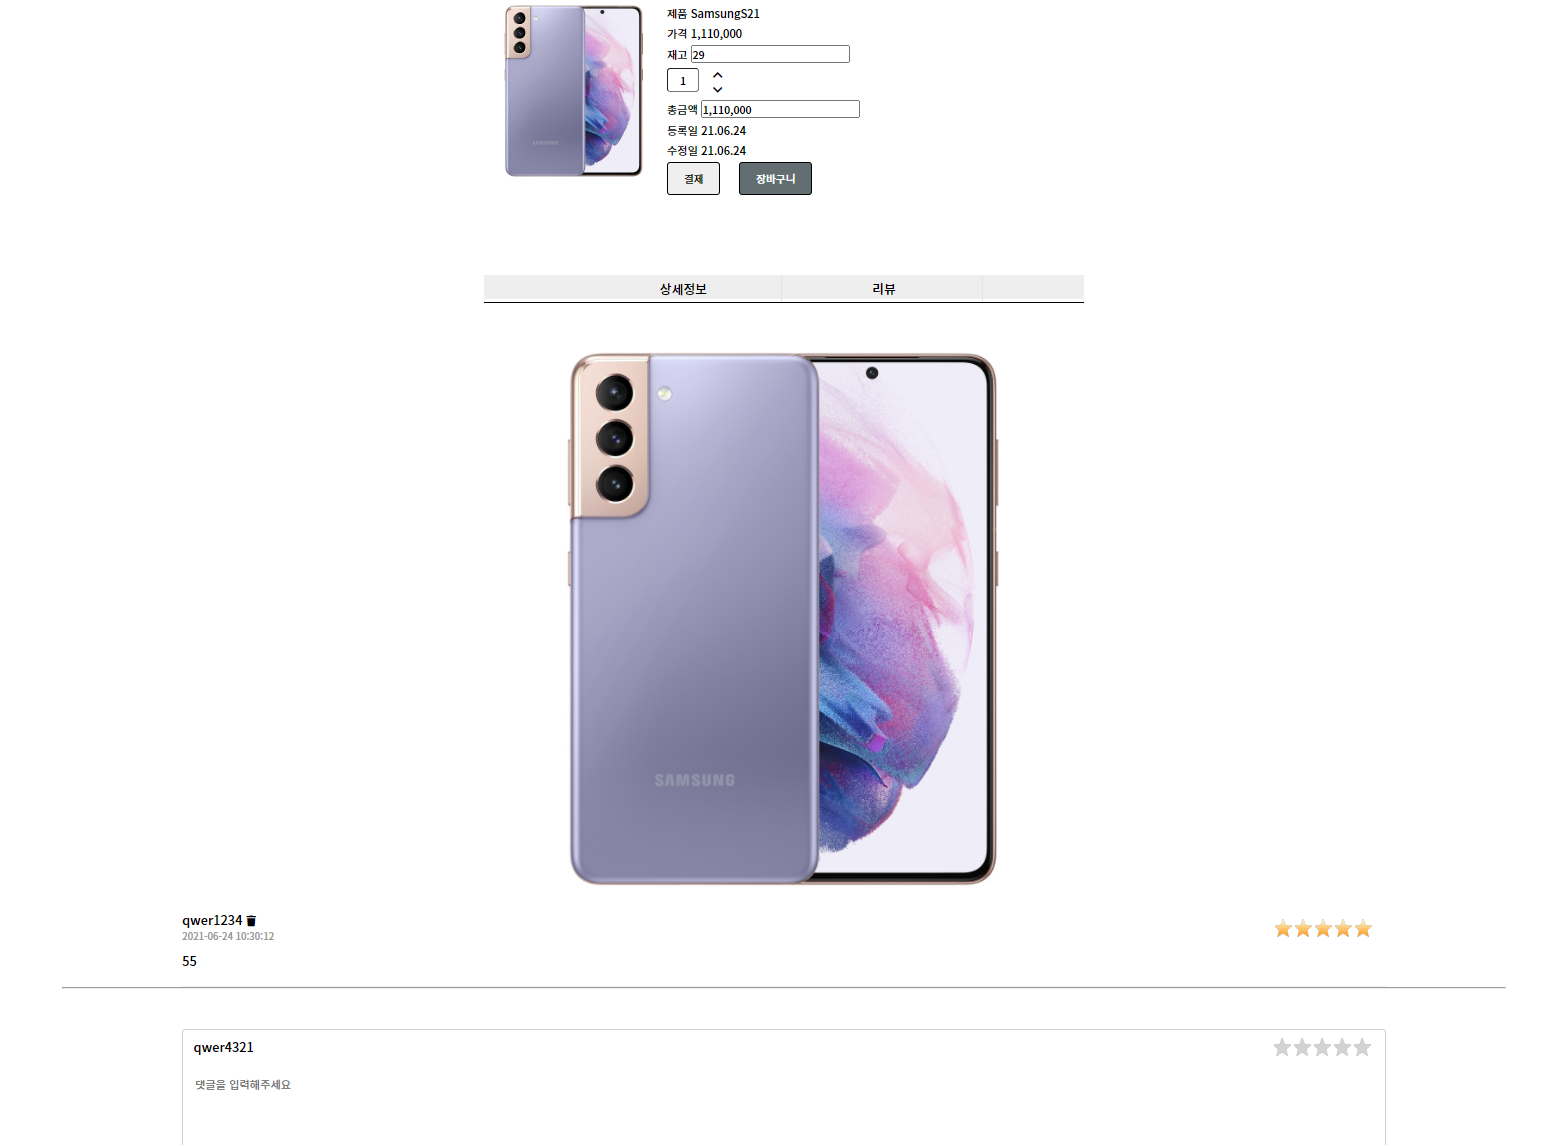 제품 SamsungS21
가격 1,110,000
재고 29
1
총금액 1,110,000
등록일 21.06.24
수정일 21.06.24
결제 장바구니
SAMSUNG
상세정보 리뷰
SAMSUNG
qwer1234
2021-06-24 10:30:12
55
qwer4321
댓글을 입력해주세요